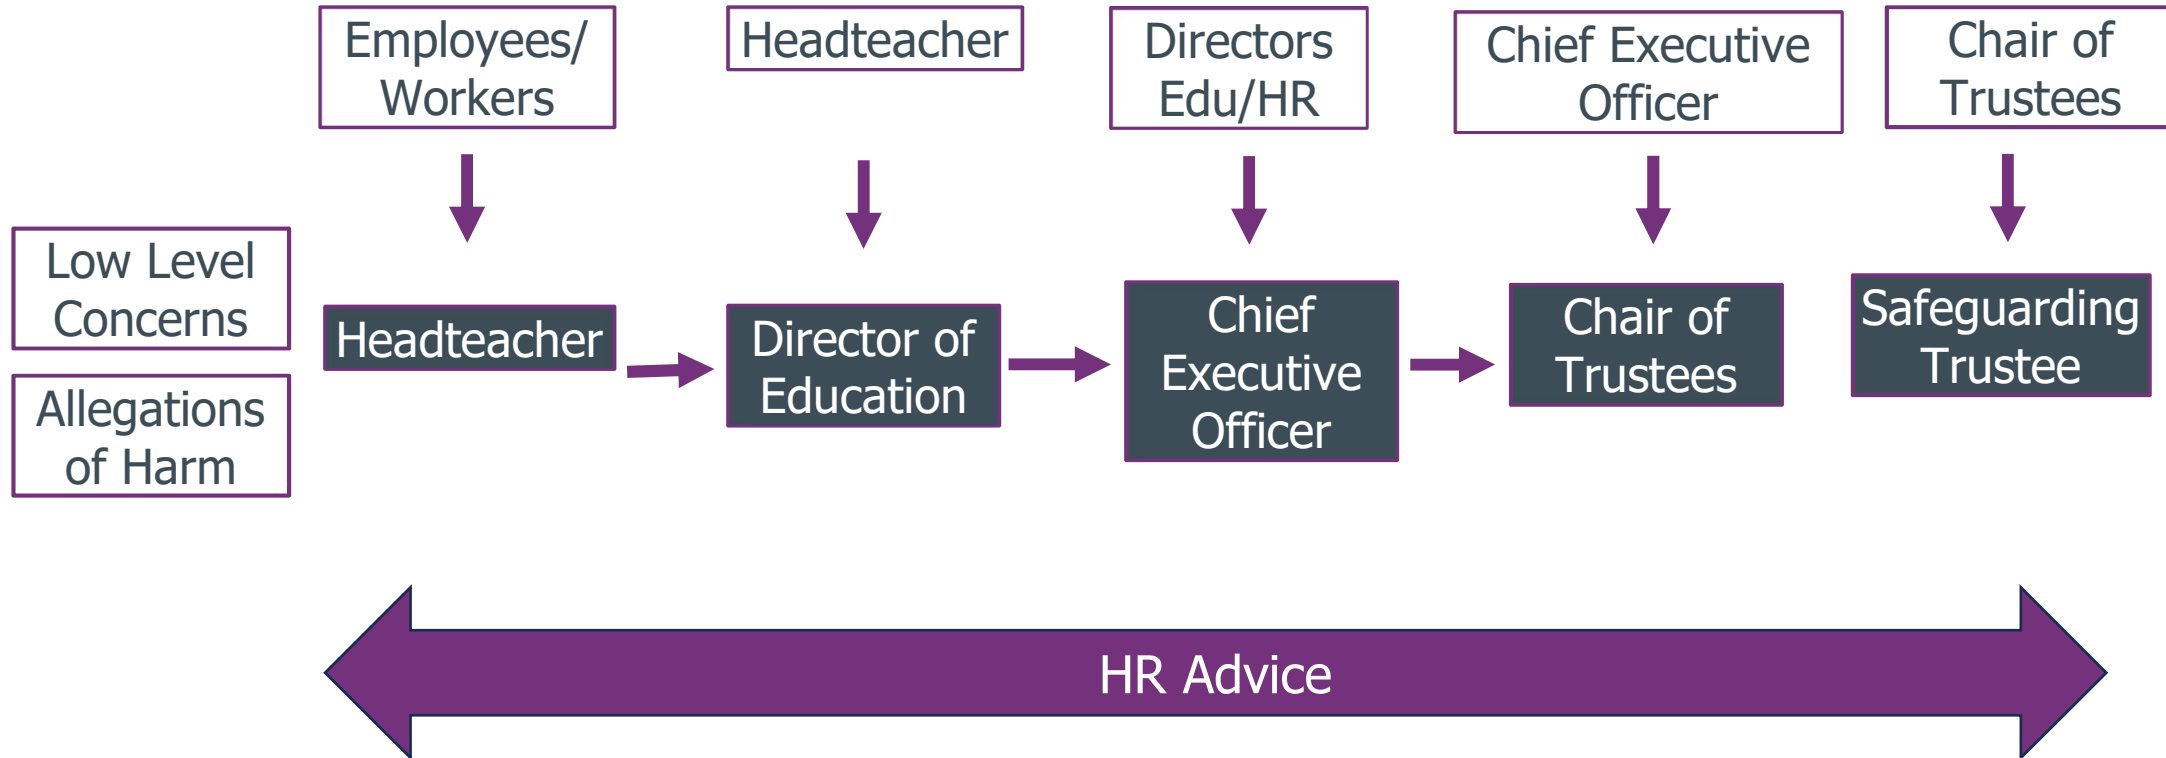 Employees/
Workers
Headteacher
Directors
Edu/HR
Chief Executive
Officer
Chair of
Trustees
Low Level
Concerns
Allegations
of Harm
Headteacher
Director of
Education
Chief
Executive
Officer
Chair of
Trustees
Safeguarding
Trustee
HR Advice